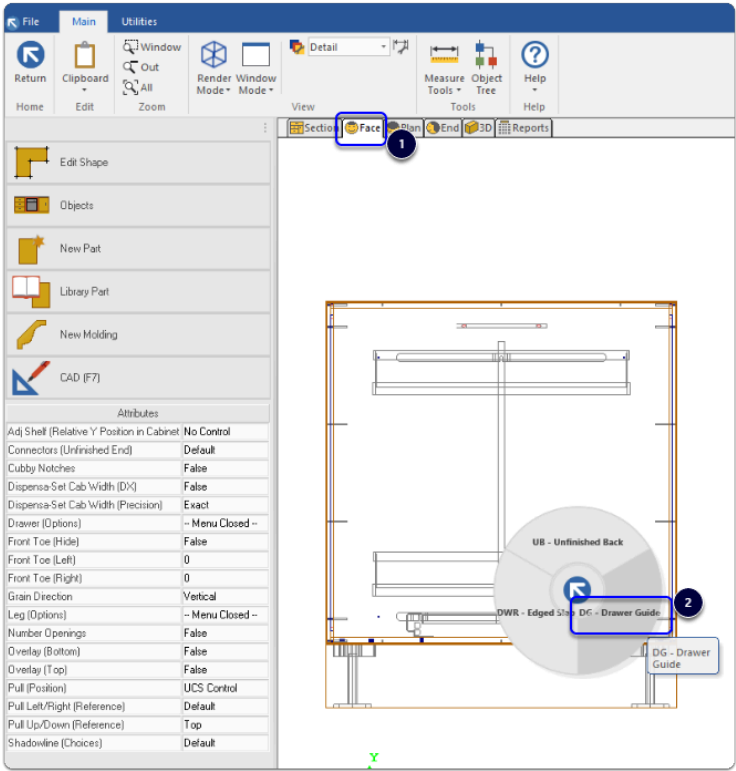 File Main Utilities
Return
Home
Clipboard
Edit
Window
Out
All
Zoom
Render Mode
Window Mode
Detail
View
Measure Tools
Object Tree
Tools
Help
Help
Section Face Plan End 3D Reports
1
Edit Shape
Objects
New Part
Library Part
New Molding
CAD (F7)
Attributes
Adj Shelf (Relative Y Position in Cabinet No Control
Connectors (Unfinished End) Default
Cubby Notches False
Dispensa-Set Cab Width (DX) False
Dispensa-Set Cab Width (Precision) Exact
Drawer (Options) -- Menu Closed --
Front Toe (Hide) False
Front Toe (Left) 0
Front Toe (Right) 0
Grain Direction Vertical
Leg (Options) -- Menu Closed --
Number Openings False
Overlay (Bottom) False
Overlay (Top) False
Pull (Position) UCS Control
Pull Left/Right (Reference) Default
Pull Up/Down (Reference) Top
Shadowline (Choices) Default
UB - Unfinished Back
DWR - Edged Stop DG - Drawer Guide
2
DG - Drawer
Guide
Y